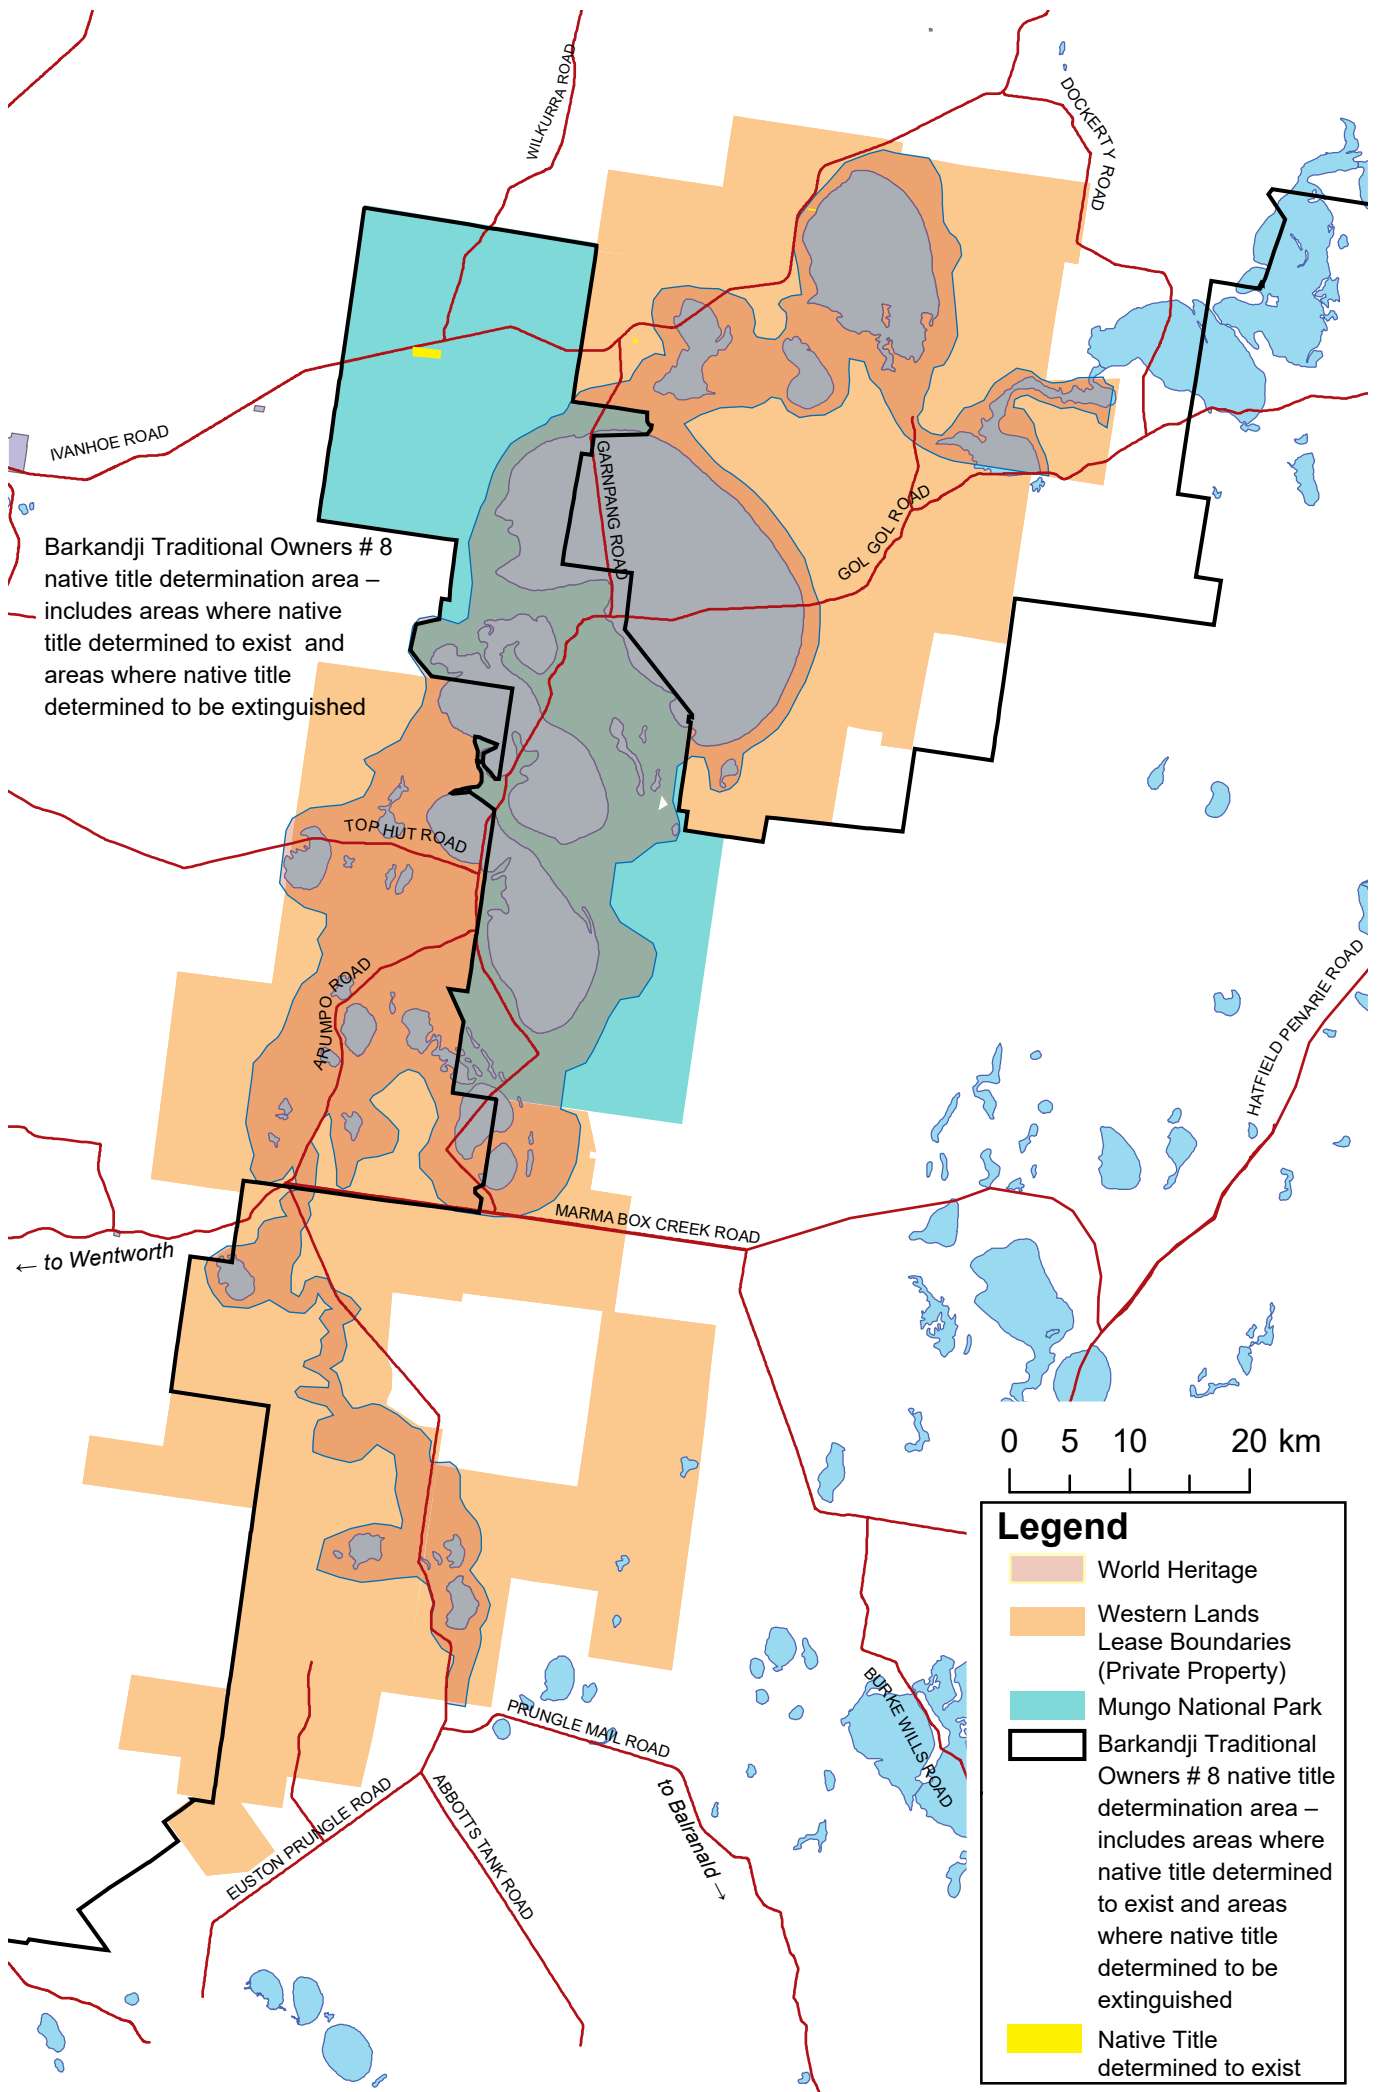 WILKURRA ROAD
DOCKERTY ROAD
IVANHOE ROAD
GARNPANG ROAD
GOL GOL ROAD
Barkandji Traditional Owners # 8
native title determination area –
includes areas where native
title determined to exist and
areas where native title
determined to be extinguished
TOP HUT ROAD
ARUMPO ROAD
HATFIELD PENARIE ROAD
MARMA BOX CREEK ROAD
← to Wentworth
0 5 10 20 km
Legend
World Heritage
Western Lands
Lease Boundaries
(Private Property)
Mungo National Park
Barkandji Traditional
Owners # 8 native title
determination area –
includes areas where
native title determined
to exist and areas
where native title
determined to be
extinguished
Native Title
determined to exist
BURKE WILLS ROAD
PRUNGLE MAIL ROAD
to Balranald →
ABBOTTS TANK ROAD
EUSTON PRUNGLE ROAD